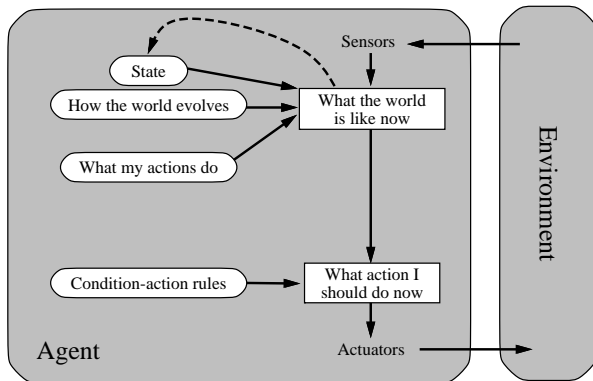 Sensors
State
How the world evolves
What the world
is like now
What my actions do
Environment
Condition-action rules
What action I
should do now
Agent
Actuators